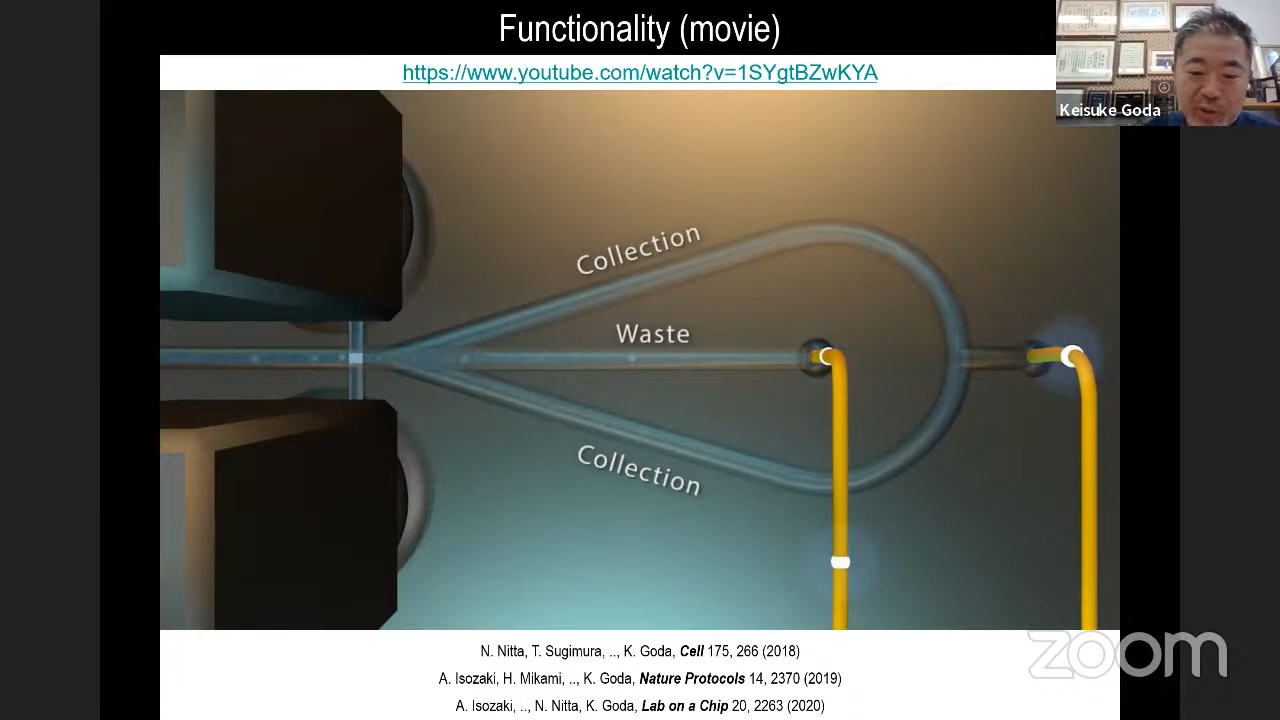 Functionality (movie)
https://www.youtube.com/watch?v=1SYgtBZwKYA
Keisuke Goda
Collection
Waste
Collection
N. Nitta, T. Sugimura, .., K. Goda, Cell 175, 266 (2018)
A. Isozaki, H. Mikami, .., K. Goda, Nature Protocols 14, 2370 (2019)
A. Isozaki, .., N. Nitta, K. Goda, Lab on a Chip 20, 2263 (2020)
zoom